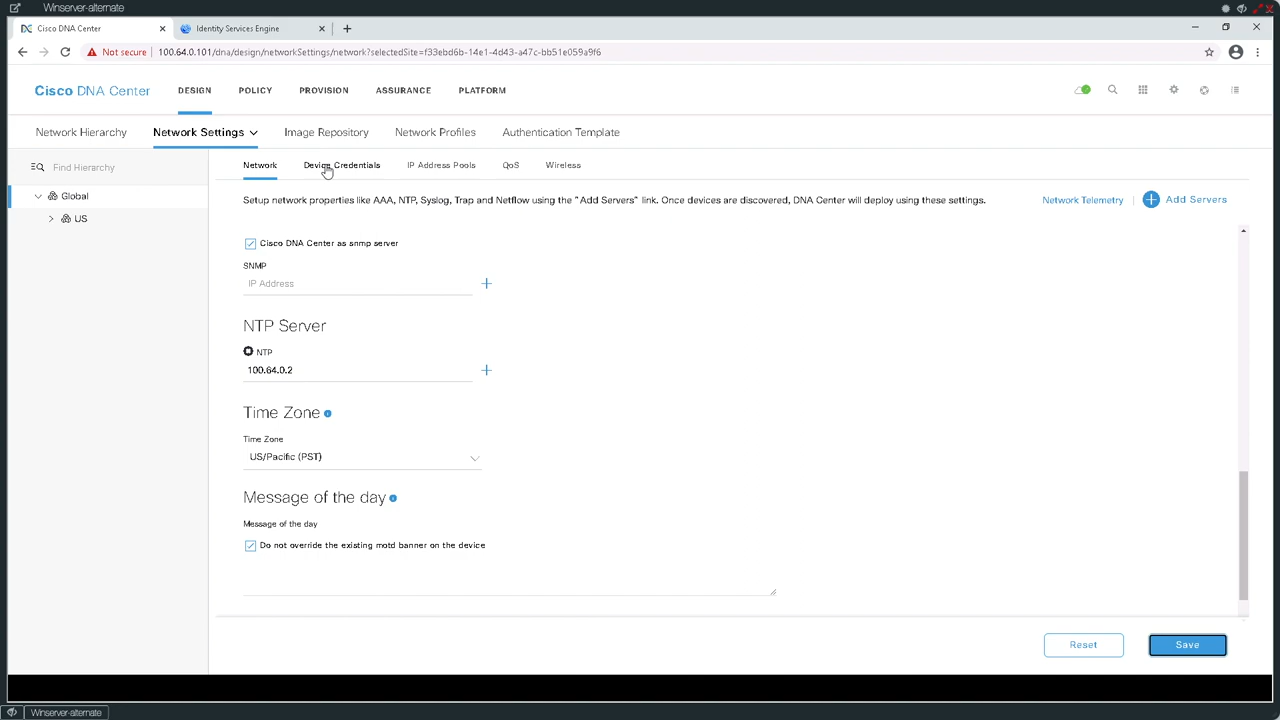 Winserver-alternate
Cisco DNA Center
Identity Services Engine
Not secure
100.64.0.101/dna/design/networkSettings/network?selectedSite=f33ebd6b-14e1-4d43-a47c-bb51e059a9f6
Cisco DNA Center DESIGN POLICY PROVISION ASSURANCE PLATFORM
Network Hierarchy Network Settings Image Repository Network Profiles Authentication Template
Find Hierarchy
Network Device Credentials IP Address Pools QoS Wireless
Global
US
Setup network properties like AAA, NTP, Syslog, Trap and Netflow using the "Add Servers" link. Once devices are discovered, DNA Center will deploy using these settings.
Network Telemetry
Add Servers
Cisco DNA Center as snmp server
SNMP
IP Address
NTP Server
NTP
100.64.0.2
Time Zone
Time Zone
US/Pacific (PST)
Message of the day
Message of the day
Do not override the existing motd banner on the device
Reset Save
Winserver-alternate